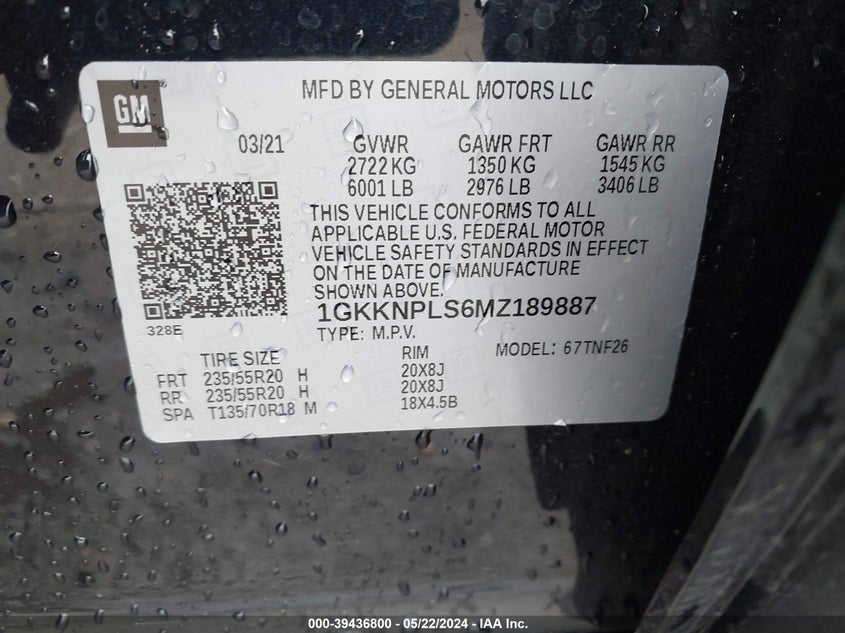 GM
MFD BY GENERAL MOTORS LLC
03/21 GVWR GAWR FRT GAWR RR
2722 KG 1350 KG 1545 KG
6001 LB 2976 LB 3406 LB
THIS VEHICLE CONFORMS TO ALL
APPLICABLE U.S. FEDERAL MOTOR
VEHICLE SAFETY STANDARDS IN EFFECT
ON THE DATE OF MANUFACTURE
SHOWN ABOVE.
1GKKNPLS6MZ189887
328E TYPE: M.P.V. MODEL: 67TNF26
TIRE SIZE RIM
FRT 235/55R20 H 20X8J
RR 235/55R20 H 20X8J
SPA T135/70R18 M 18X4.5B
000-39436800 - 05/22/2024 - IAA Inc.